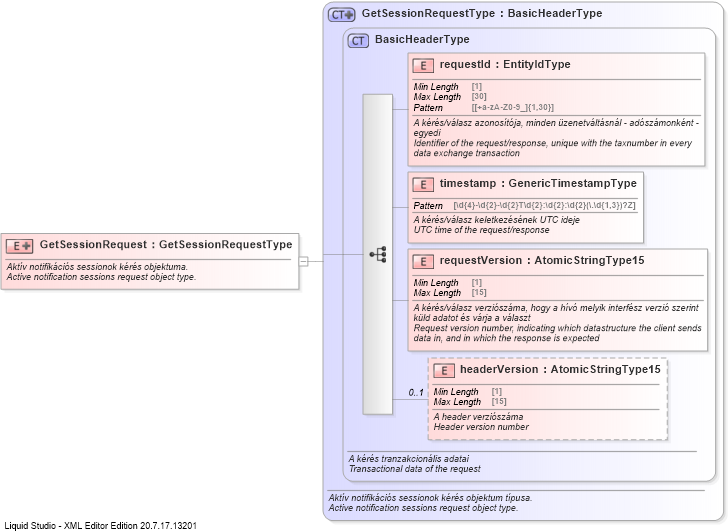 CT+ GetSessionRequestType : BasicHeaderType
CT BasicHeaderType
E requestId : EntityIdType
Min Length [1]
Max Length [30]
Pattern [[+a-zA-Z0-9_]{1,30}]
A kérés/válasz azonosítója, minden üzenetváltásnál - adószámonként -
egyedi
Identifier of the request/response, unique with the taxnumber in every
data exchange transaction
E timestamp : GenericTimestampType
Pattern [\d{4}-\d{2}-\d{2}T\d{2}:\d{2}:\d{2}(\.\d{1,3})?Z]
A kérés/válasz keletkezésének UTC ideje
UTC time of the request/response
E+ GetSessionRequest : GetSessionRequestType
Aktív notifikációs sessionok kérés objektuma.
Active notification sessions request object type.
E requestVersion : AtomicStringType15
Min Length [1]
Max Length [15]
A kérés/válasz verziószáma, hogy a hívó melyik interfész verzió szerint
küld adatot és várja a választ
Request version number, indicating which datastructure the client sends
data in, and in which the response is expected
0..1
E headerVersion : AtomicStringType15
Min Length [1]
Max Length [15]
A header verziószáma
Header version number
A kérés tranzakcionális adatai
Transactional data of the request
Aktív notifikációs sessionok kérés objektum típusa.
Active notification sessions request object type.
Liquid Studio - XML Editor Edition 20.7.17.13201